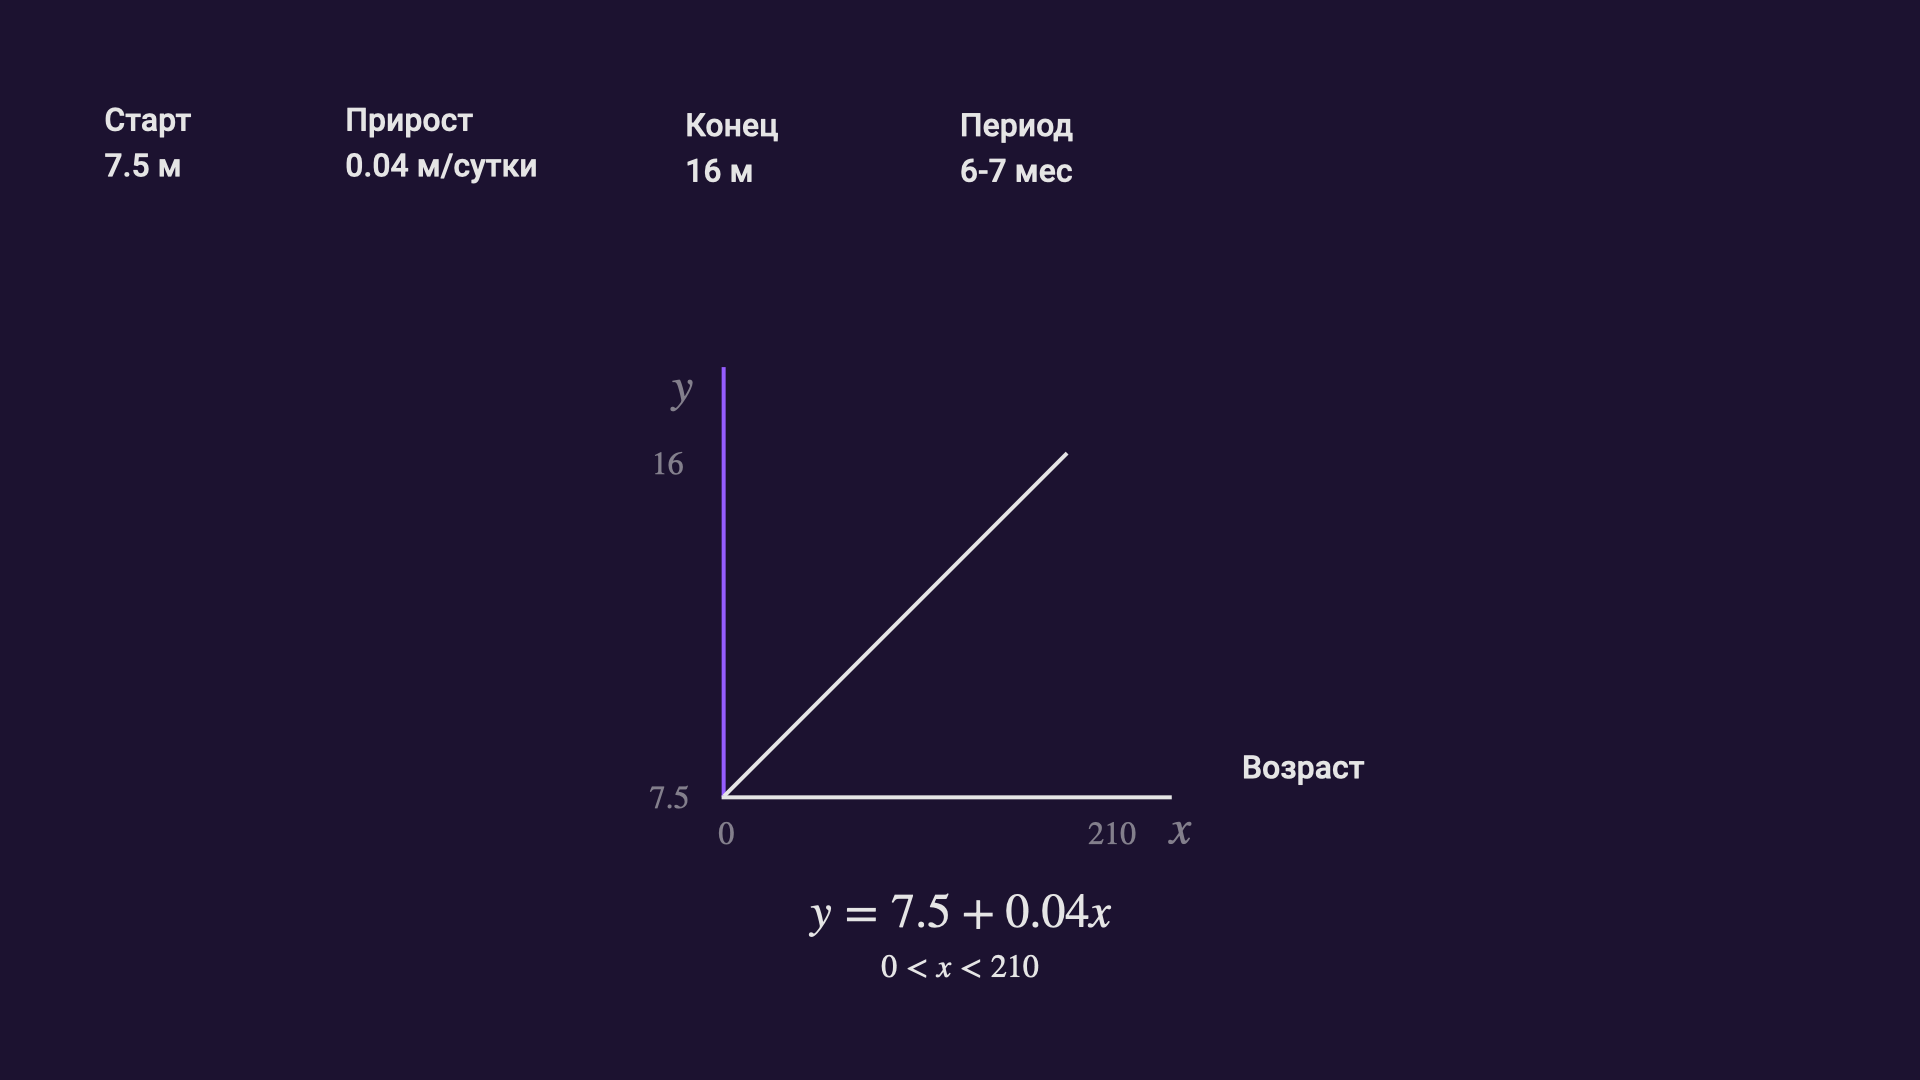 Старт
7.5 м
Прирост
0.04 м/сутки
Конец
16 м
Период
6-7 мес
y
16
7.5
0
210
x
Возраст
y = 7.5 + 0.04x
0 < x < 210